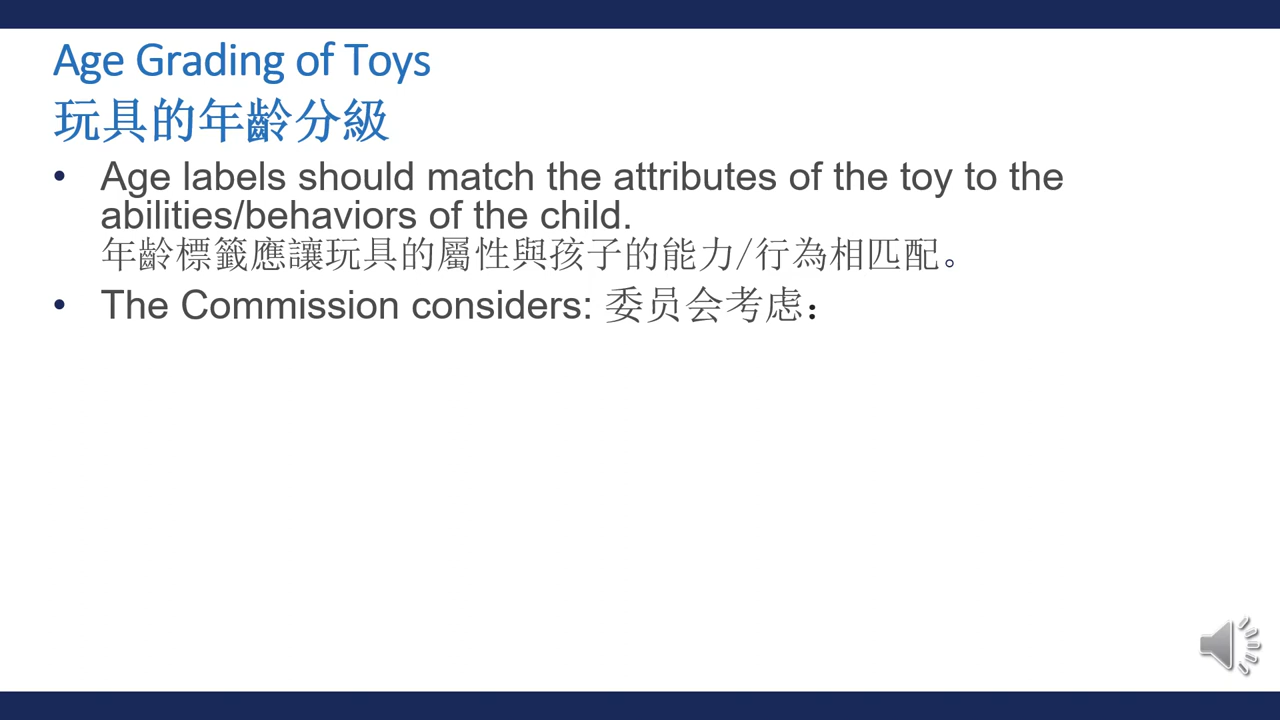 Age Grading of Toys
玩具的年齡分級
• Age labels should match the attributes of the toy to the
abilities/behaviors of the child.
年齡標籤應讓玩具的屬性與孩子的能力/行為相匹配。
• The Commission considers: 委员会考虑：